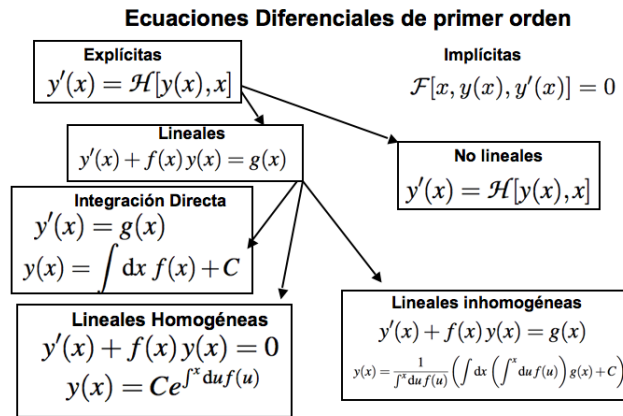 Ecuaciones Diferenciales de primer orden
Explícitas
y′(x) = ℋ[y(x),x]
Implícitas
ℱ[x, y(x), y′(x)] = 0
Lineales
y′(x) + f(x) y(x) = g(x)
No lineales
y′(x) = ℋ[y(x),x]
Integración Directa
y′(x) = g(x)
y(x) = ∫ dx f(x) + C
Lineales Homogéneas
y′(x) + f(x) y(x) = 0
y(x) = Ce^{∫^x du f(u)}
Lineales inhomogéneas
y′(x) + f(x) y(x) = g(x)
y(x) = \frac{1}{∫^x du f(u)} (∫ dx (∫^x du f(u)) g(x) + C)